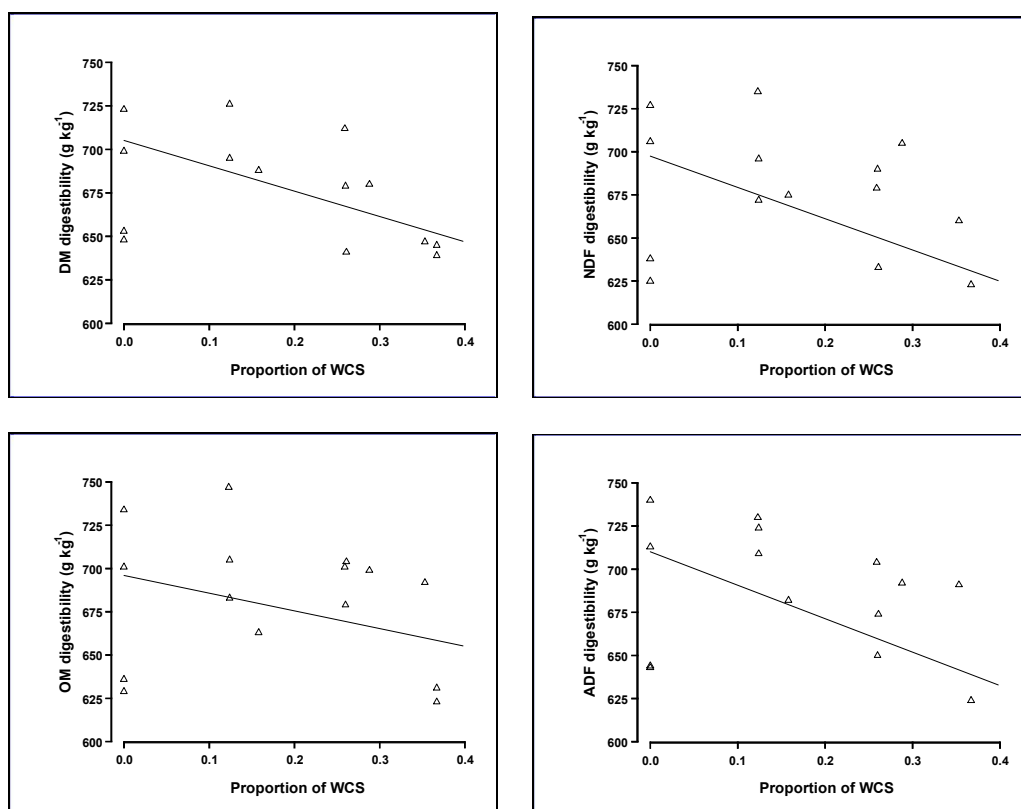 750
725
700
675
650
625
600
DM digestibility (g kg⁻¹)
0.0 0.1 0.2 0.3 0.4
Proportion of WCS
750
725
700
675
650
625
600
NDF digestibility (g kg⁻¹)
0.0 0.1 0.2 0.3 0.4
Proportion of WCS
750
725
700
675
650
625
600
OM digestibility (g kg⁻¹)
0.0 0.1 0.2 0.3 0.4
Proportion of WCS
750
725
700
675
650
625
600
ADF digestibility (g kg⁻¹)
0.0 0.1 0.2 0.3 0.4
Proportion of WCS